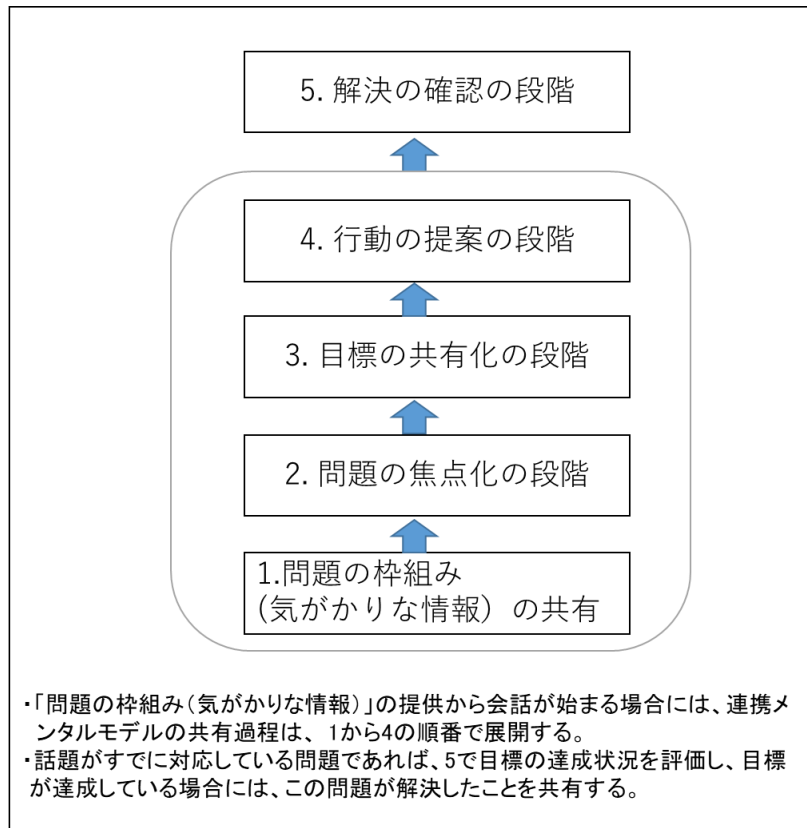 5. 解決の確認の段階
4. 行動の提案の段階
3. 目標の共有化の段階
2. 問題の焦点化の段階
1.問題の枠組み
(気がかりな情報）の共有
・「問題の枠組み（気がかりな情報）」の提供から会話が始まる場合には、連携メ
ンタルモデルの共有過程は、 1から4の順番で展開する。
・話題がすでに対応している問題であれば、5で目標の達成状況を評価し、目標
が達成している場合には、この問題が解決したことを共有する。